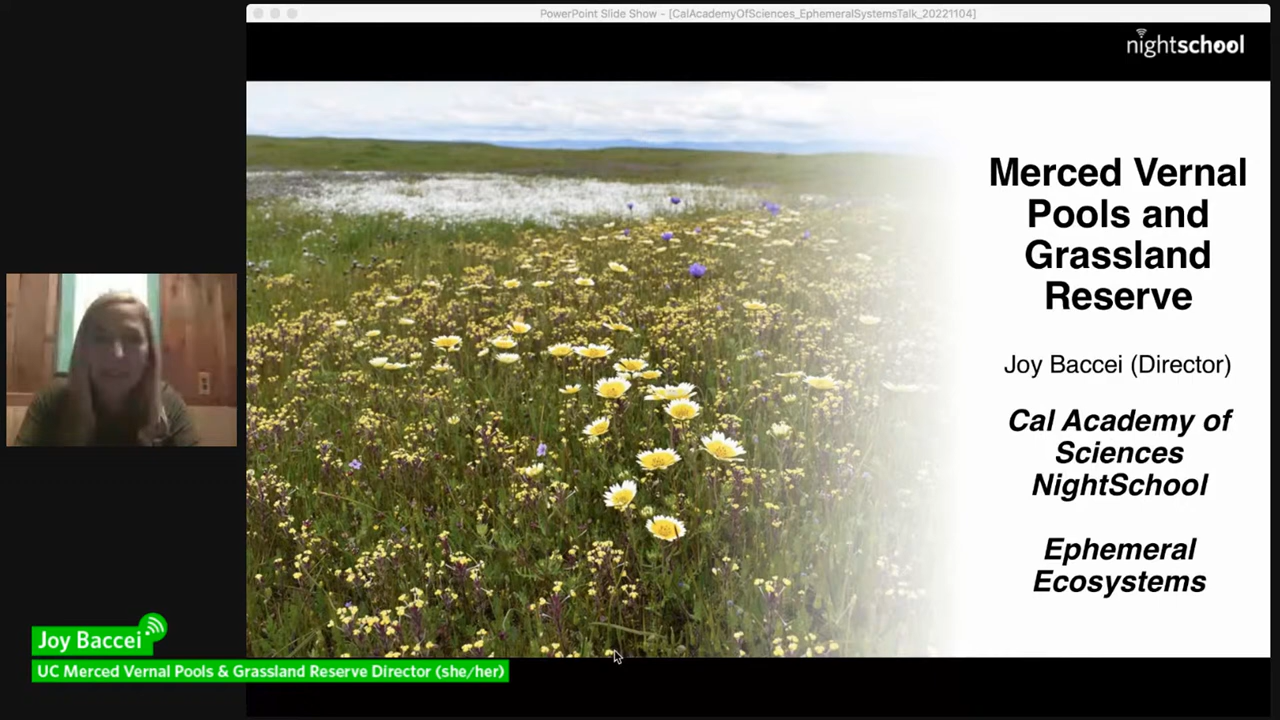 PowerPoint Slide Show - [CalAcademyOfSciences_EphemeralSystemsTalk_20221104]
nightschool
Merced Vernal
Pools and
Grassland
Reserve
Joy Baccei (Director)
Cal Academy of
Sciences
NightSchool
Ephemeral
Ecosystems
Joy Baccei
UC Merced Vernal Pools & Grassland Reserve Director (she/her)